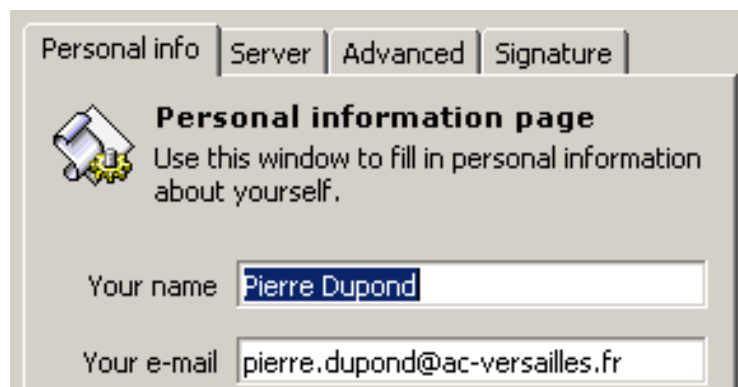 Personal info Server Advanced Signature
Personal information page
Use this window to fill in personal information
about yourself.
Your name Pierre Dupond
Your e-mail pierre.dupond@ac-versailles.fr